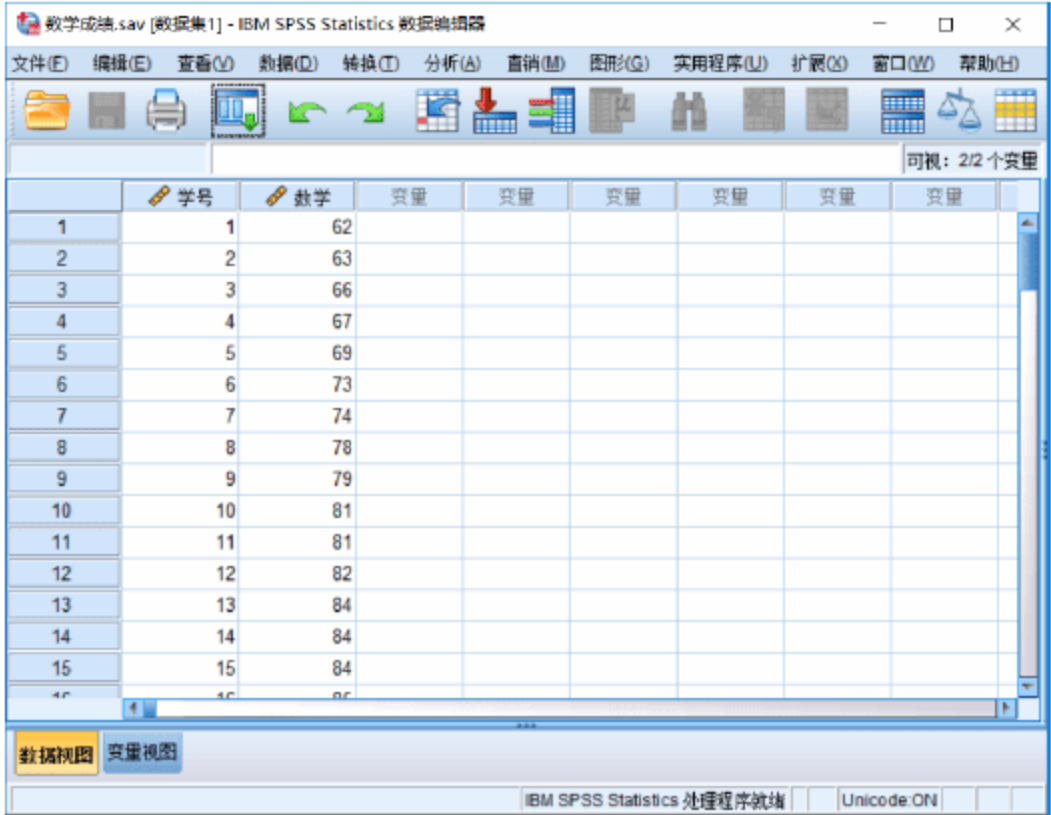 数学成绩.sav [数据集1] - IBM SPSS Statistics 数据编辑器
文件(F) 编辑(E) 查看(V) 数据(D) 转换(T) 分析(A) 直销(M) 图形(G) 实用程序(U) 扩展(X) 窗口(W) 帮助(H)
可视: 2/2 个变量
学号 数学 变量 变量 变量 变量 变量 变量
1 1 62
2 2 63
3 3 66
4 4 67
5 5 69
6 6 73
7 7 74
8 8 78
9 9 79
10 10 81
11 11 81
12 12 82
13 13 84
14 14 84
15 15 84
数据视图 变量视图
IBM SPSS Statistics 处理程序就绪 Unicode:ON